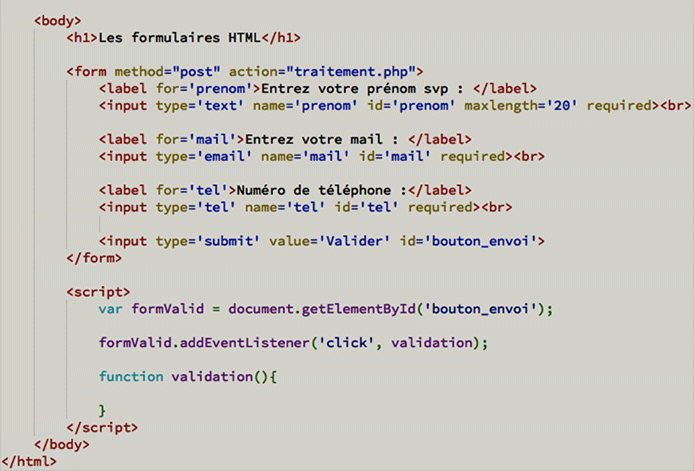 <body>
<h1>Les formulaires HTML</h1>
<form method="post" action="traitement.php">
<label for='prenom'>Entrez votre prénom svp : </label>
<input type='text' name='prenom' id='prenom' maxlength='20' required><br>
<label for='mail'>Entrez votre mail : </label>
<input type='email' name='mail' id='mail' required><br>
<label for='tel'>Numéro de téléphone :</label>
<input type='tel' name='tel' id='tel' required><br>
<input type='submit' value='Valider' id='bouton_envoi'>
</form>
<script>
var formValid = document.getElementById('bouton_envoi');
formValid.addEventListener('click', validation);
function validation(){
}
</script>
</body>
</html>